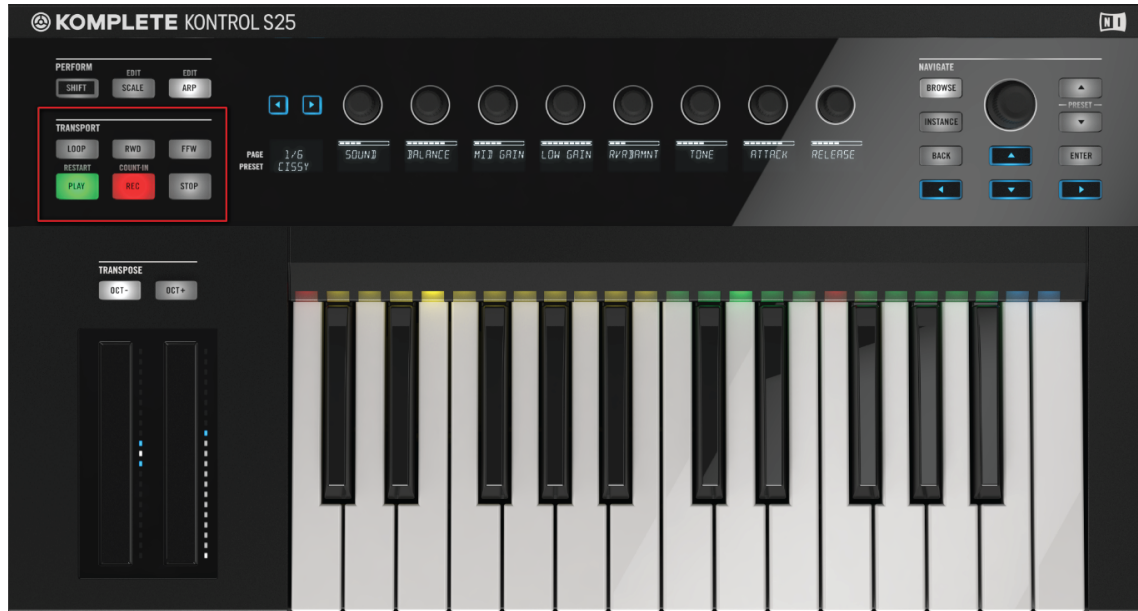 KOMPLETE KONTROL S25
NI
PERFORM
EDIT EDIT
SHIFT SCALE ARP
TRANSPORT
LOOP RWD FFW
RESTART COUNT-IN
PLAY REC STOP
PAGE 1/6
PRESET CISSY
SOUND BALANCE MID GAIN LOW GAIN RVRBAMNT TONE ATTACK RELEASE
NAVIGATE
BROWSE
PRESET
INSTANCE
BACK ENTER
TRANSPOSE
OCT- OCT+